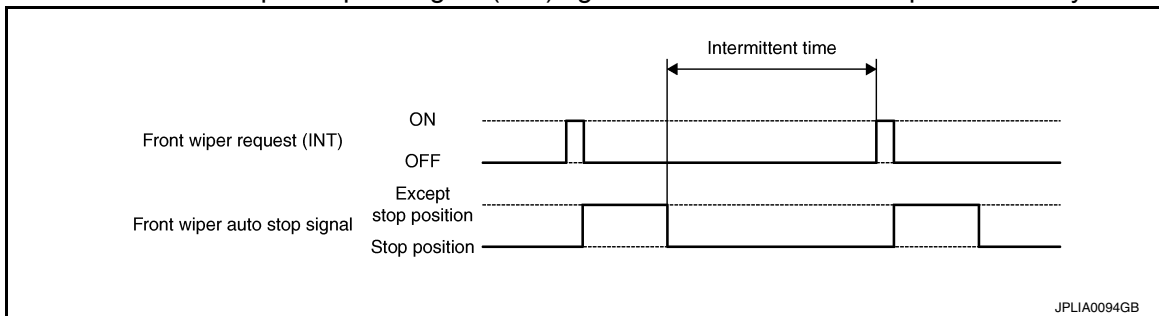 Intermittent time
Front wiper request (INT)
ON
OFF
Front wiper auto stop signal
Except
stop position
Stop position
JPLIA0094GB